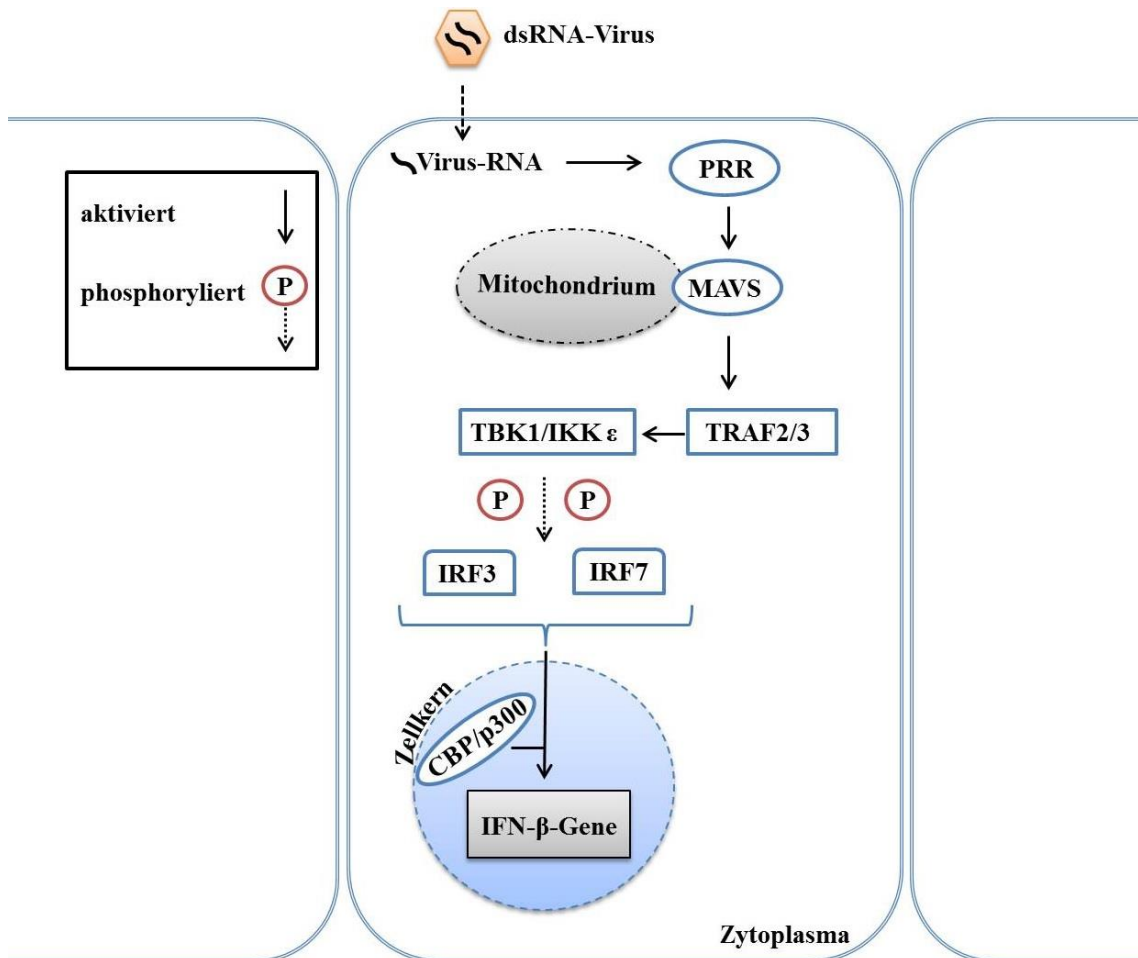 dsRNA-Virus
Virus-RNA
PRR
aktiviert
phosphoryliert
P
Mitochondrium
MAVS
TBK1/IKK ε
TRAF2/3
P
P
IRF3
IRF7
Zellkern
CBP/p300
IFN-β-Gene
Zytoplasma